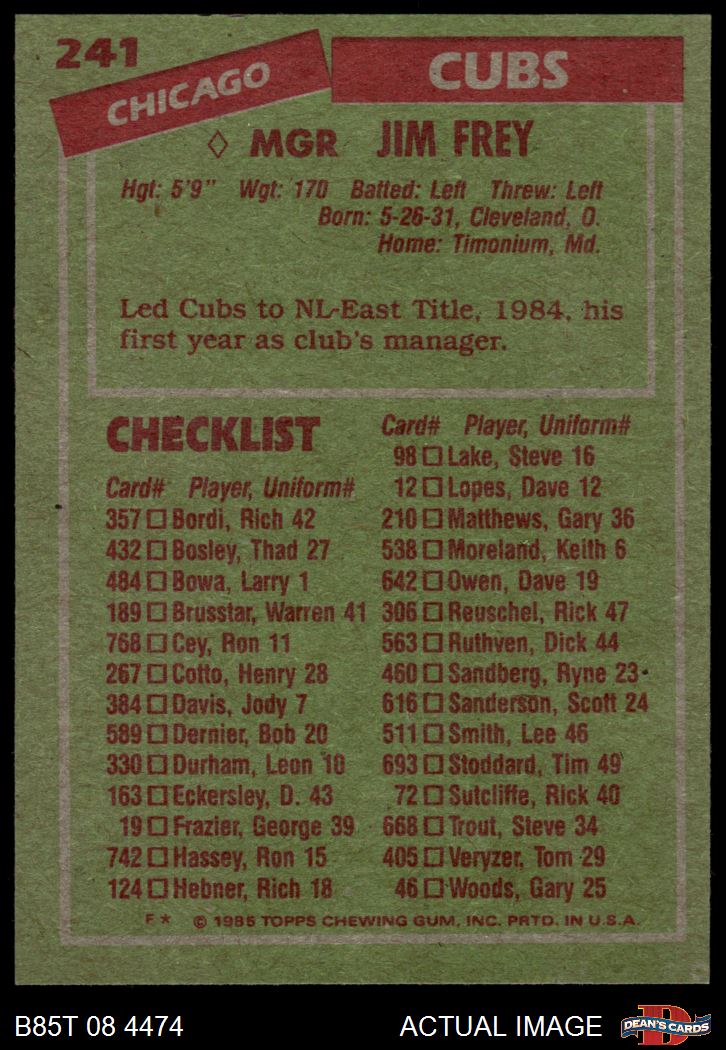 241
CHICAGO CUBS
◇ MGR JIM FREY
Hgt: 5'9" Wgt: 170 Batted: Left Threw: Left
Born: 5-26-31, Cleveland, O.
Home: Timonium, Md.
Led Cubs to NL-East Title, 1984, his
first year as club's manager.
CHECKLIST
Card# Player, Uniform#
357 □ Bordi, Rich 42
432 □ Bosley, Thad 27
484 □ Bowa, Larry 1
189 □ Brusstar, Warren 41
768 □ Cey, Ron 11
267 □ Cotto, Henry 28
384 □ Davis, Jody 7
589 □ Dernier, Bob 20
330 □ Durham, Leon 10
163 □ Eckersley, D. 43
19 □ Frazier, George 39
742 □ Hassey, Ron 15
124 □ Hebner, Rich 18
Card# Player, Uniform#
98 □ Lake, Steve 16
12 □ Lopes, Dave 12
210 □ Matthews, Gary 36
538 □ Moreland, Keith 6
642 □ Owen, Dave 19
306 □ Reuschel, Rick 47
563 □ Ruthven, Dick 44
460 □ Sandberg, Ryne 23
616 □ Sanderson, Scott 24
511 □ Smith, Lee 46
693 □ Stoddard, Tim 49
72 □ Sutcliffe, Rick 40
668 □ Trout, Steve 34
405 □ Veryzer, Tom 29
46 □ Woods, Gary 25
F* © 1985 TOPPS CHEWING GUM, INC. PRTD. IN U.S.A.
B85T 08 4474 ACTUAL IMAGE
D
DEAN'S CARDS